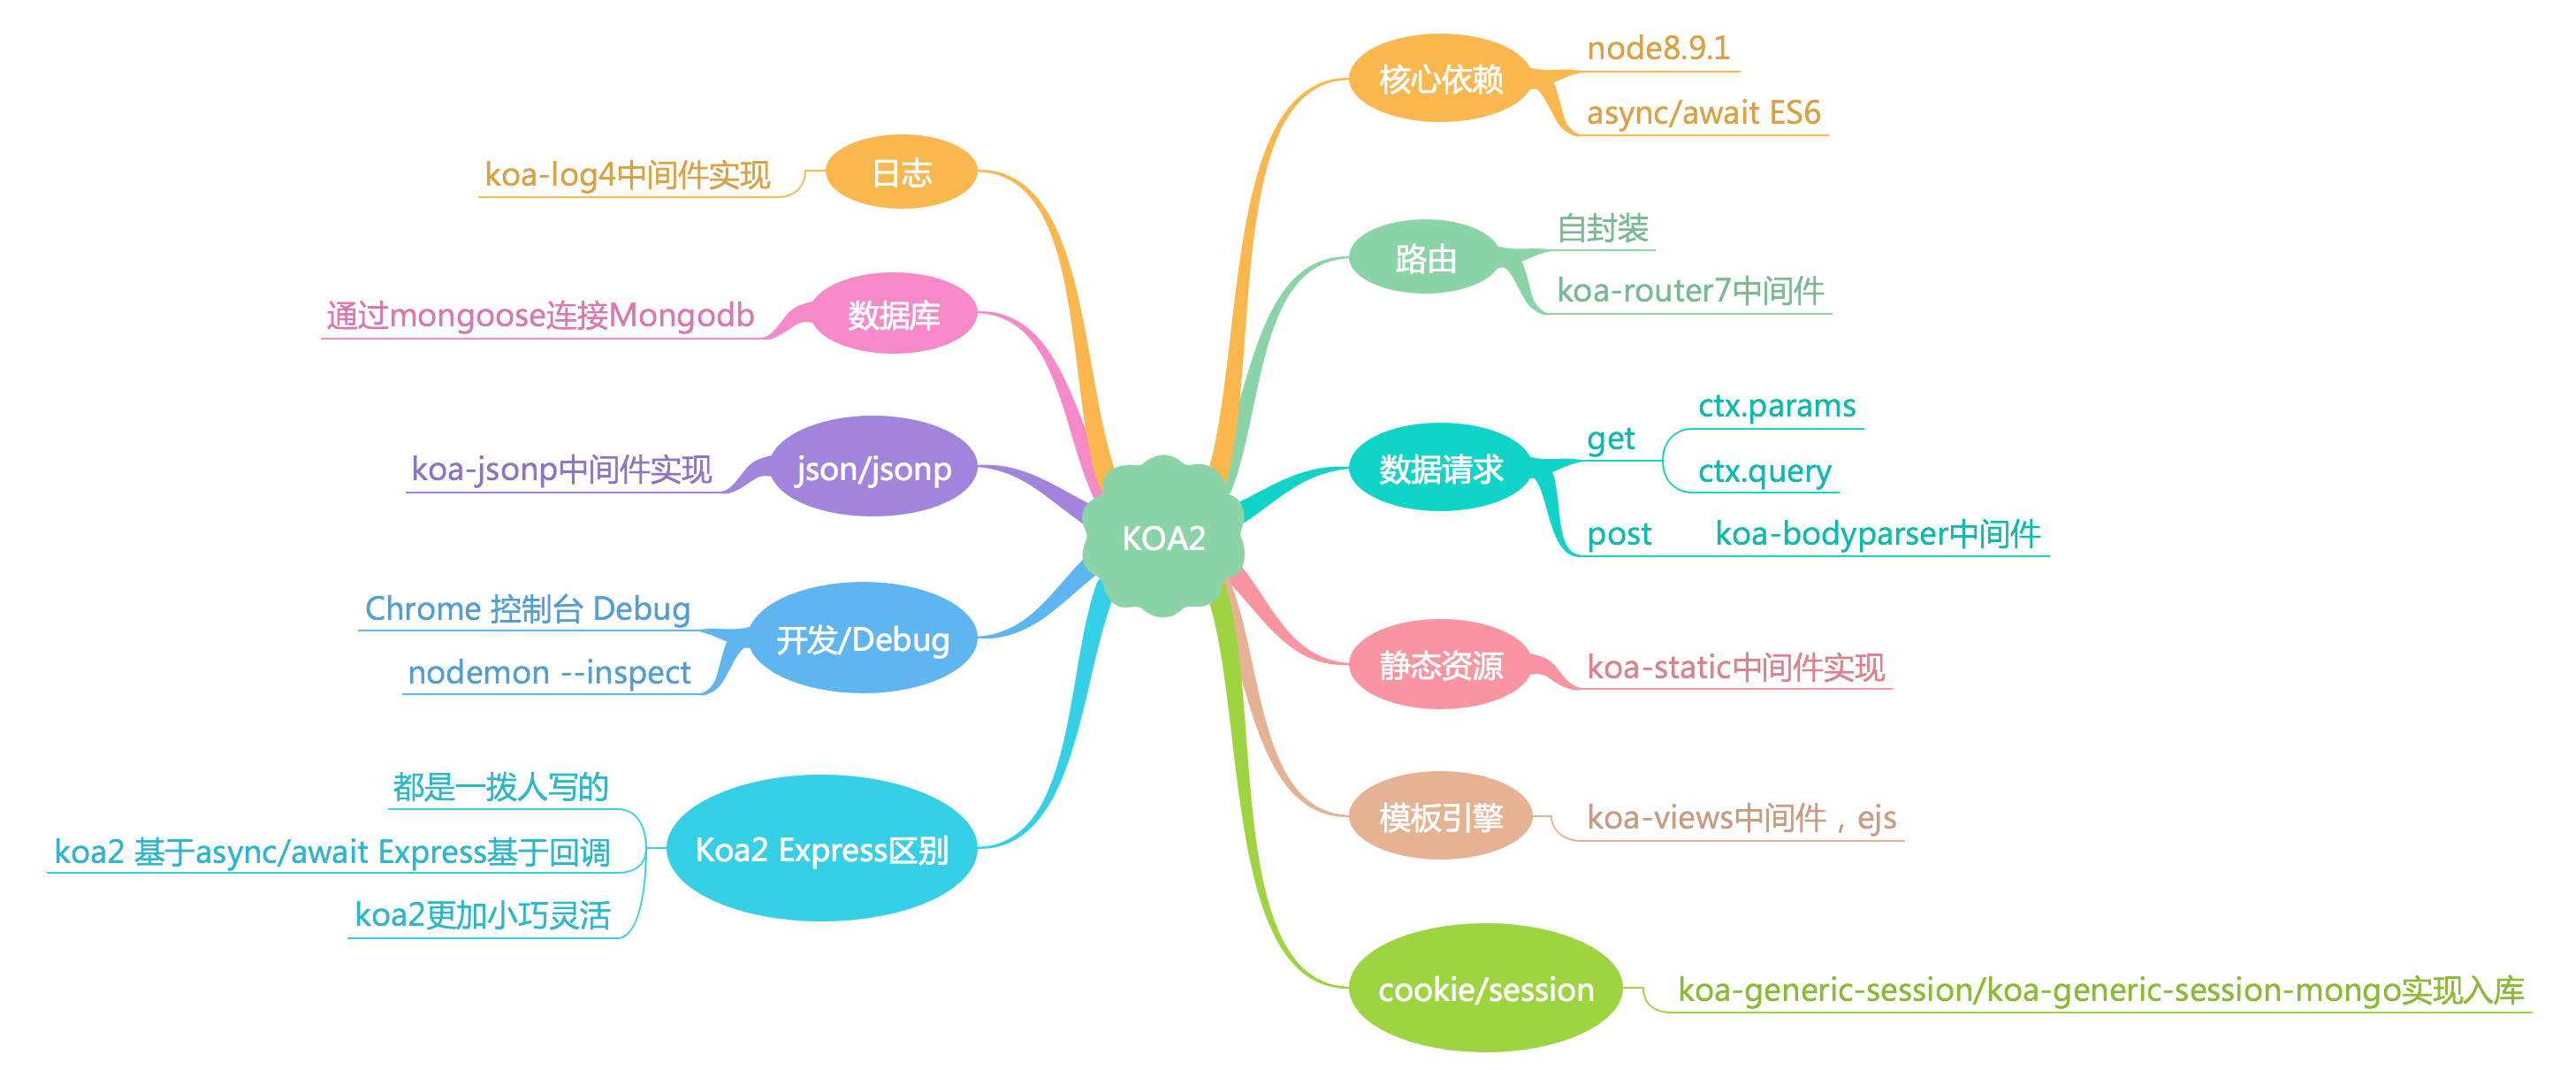 KOA2
核心依赖
node8.9.1
async/await ES6
路由
自封装
koa-router7中间件
数据请求
get
ctx.params
ctx.query
post
koa-bodyparser中间件
静态资源
koa-static中间件实现
模板引擎
koa-views中间件，ejs
cookie/session
koa-generic-session/koa-generic-session-mongo实现入库
日志
koa-log4中间件实现
数据库
通过mongoose连接Mongodb
json/jsonp
koa-jsonp中间件实现
开发/Debug
Chrome 控制台 Debug
nodemon --inspect
Koa2 Express区别
都是一拨人写的
koa2 基于async/await Express基于回调
koa2更加小巧灵活